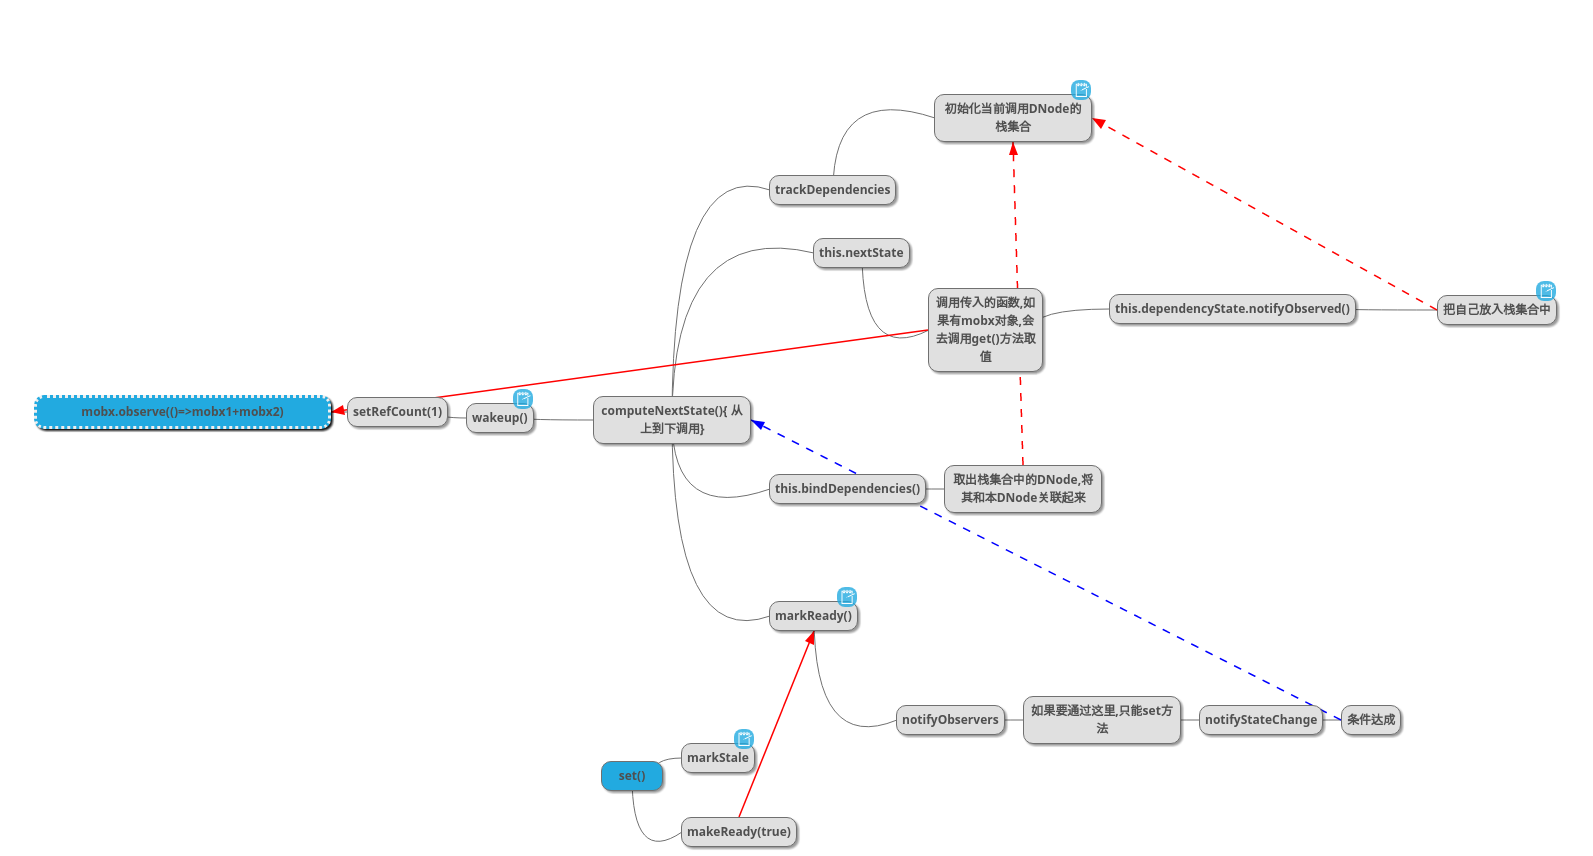 初始化当前调用DNode的
栈集合
trackDependencies
this.nextState
调用传入的函数,如
果有mobx对象,会
去调用get()方法取
值
this.dependencyState.notifyObserved()
把自己放入栈集合中
mobx.observe(()=>mobx1+mobx2)
setRefCount(1)
wakeup()
computeNextState(){ 从
上到下调用}
this.bindDependencies()
取出栈集合中的DNode,将
其和本DNode关联起来
markReady()
notifyObservers
如果要通过这里,只能set方
法
notifyStateChange
条件达成
markStale
set()
makeReady(true)